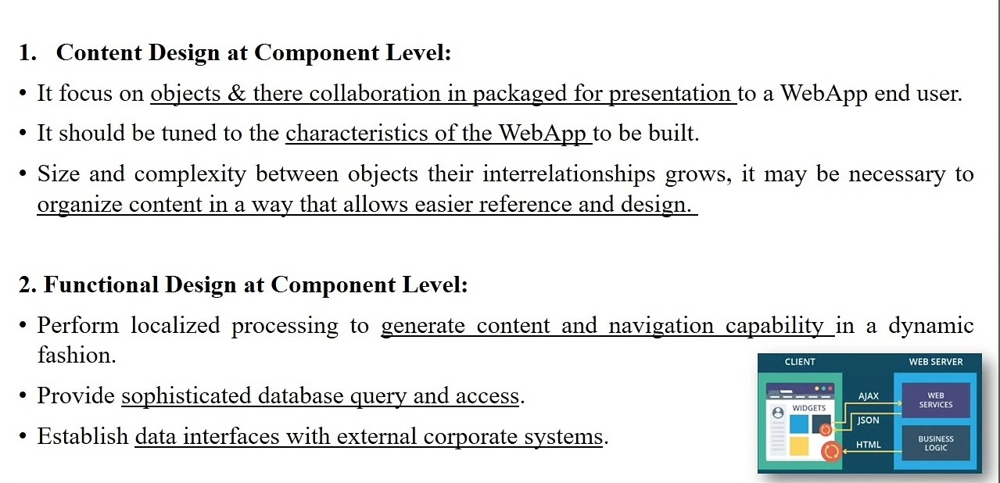 1. Content Design at Component Level:
• It focus on objects & there collaboration in packaged for presentation to a WebApp end user.
• It should be tuned to the characteristics of the WebApp to be built.
• Size and complexity between objects their interrelationships grows, it may be necessary to
organize content in a way that allows easier reference and design.
2. Functional Design at Component Level:
• Perform localized processing to generate content and navigation capability in a dynamic
fashion.
• Provide sophisticated database query and access.
• Establish data interfaces with external corporate systems.
CLIENT
WEB SERVER
WIDGETS
AJAX
JSON
HTML
WEB
SERVICES
BUSINESS
LOGIC